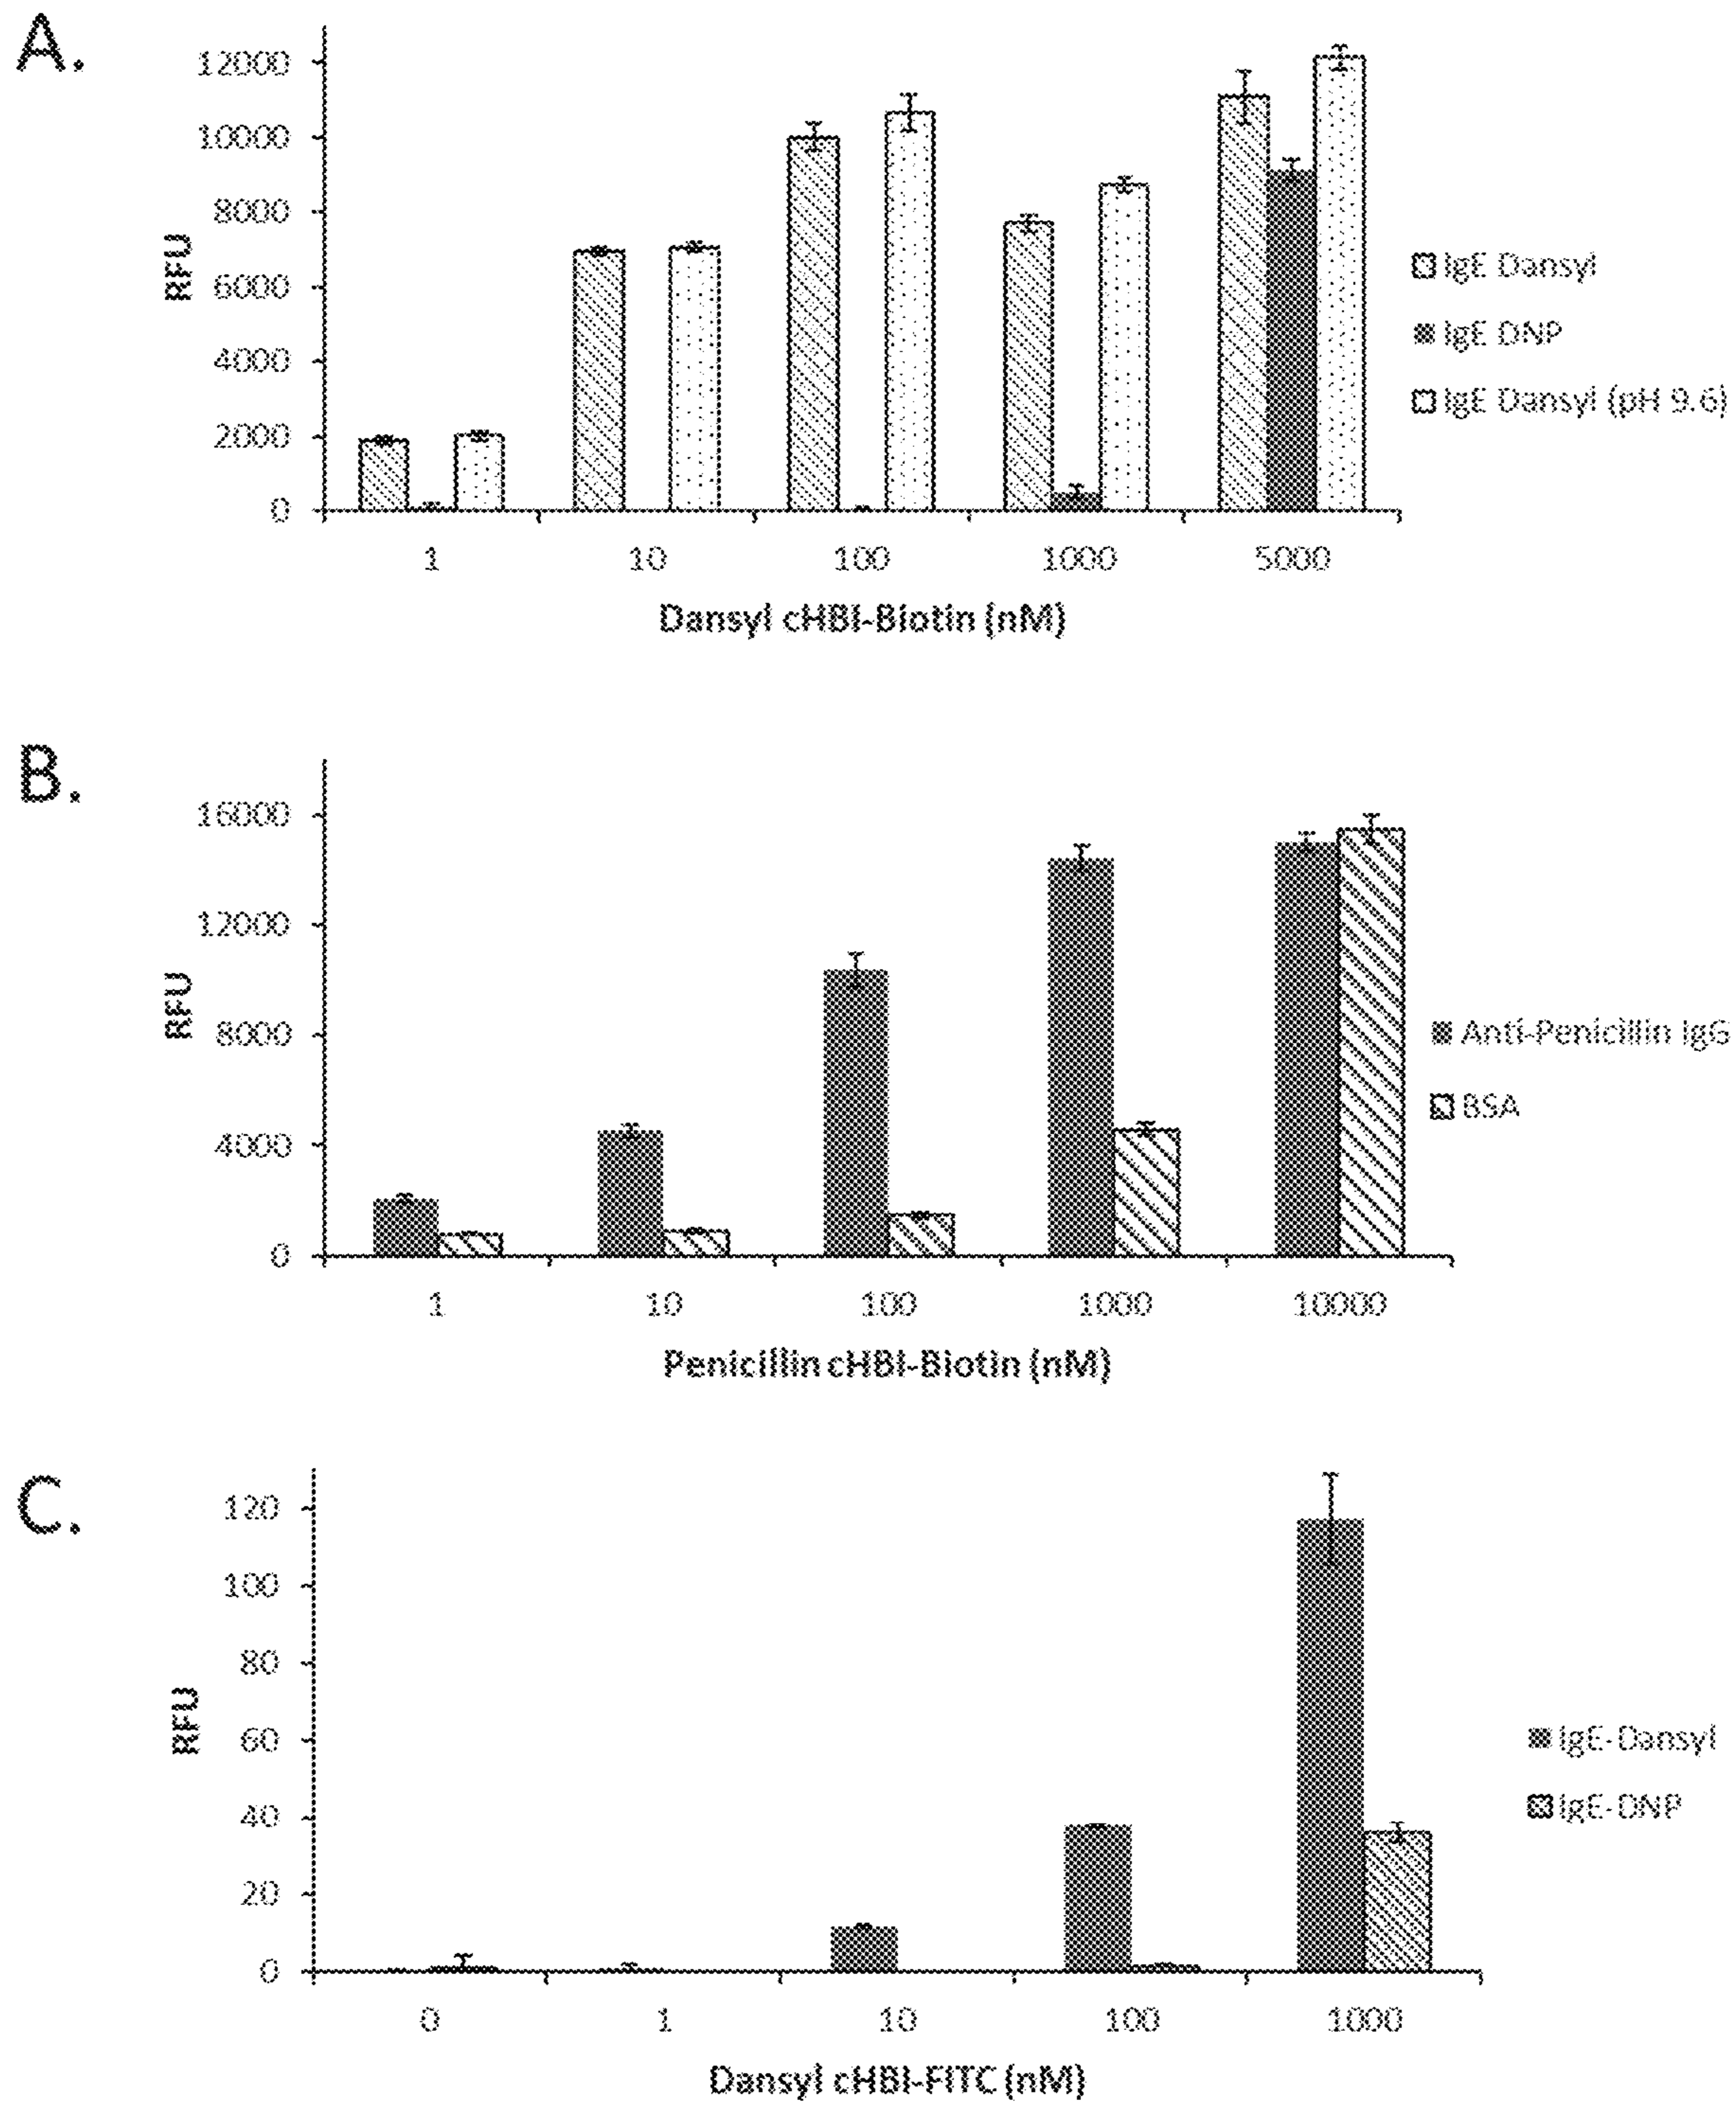 A.
12000
10000
8000
6000
4000
2000
0
RFU
1 10 100 1000 5000
Dansyl cHBI-Biotin (nM)
IgE Dansyl
IgE DNP
IgE Dansyl (pH 9.6)
B.
16000
12000
8000
4000
0
RFU
1 10 100 1000 10000
Penicillin cHBI-Biotin (nM)
Anti-Penicillin IgG
BSA
C.
120
100
80
60
40
20
0
RFU
0 1 10 100 1000
Dansyl cHBI-FITC (nM)
IgE-Dansyl
IgE-DNP